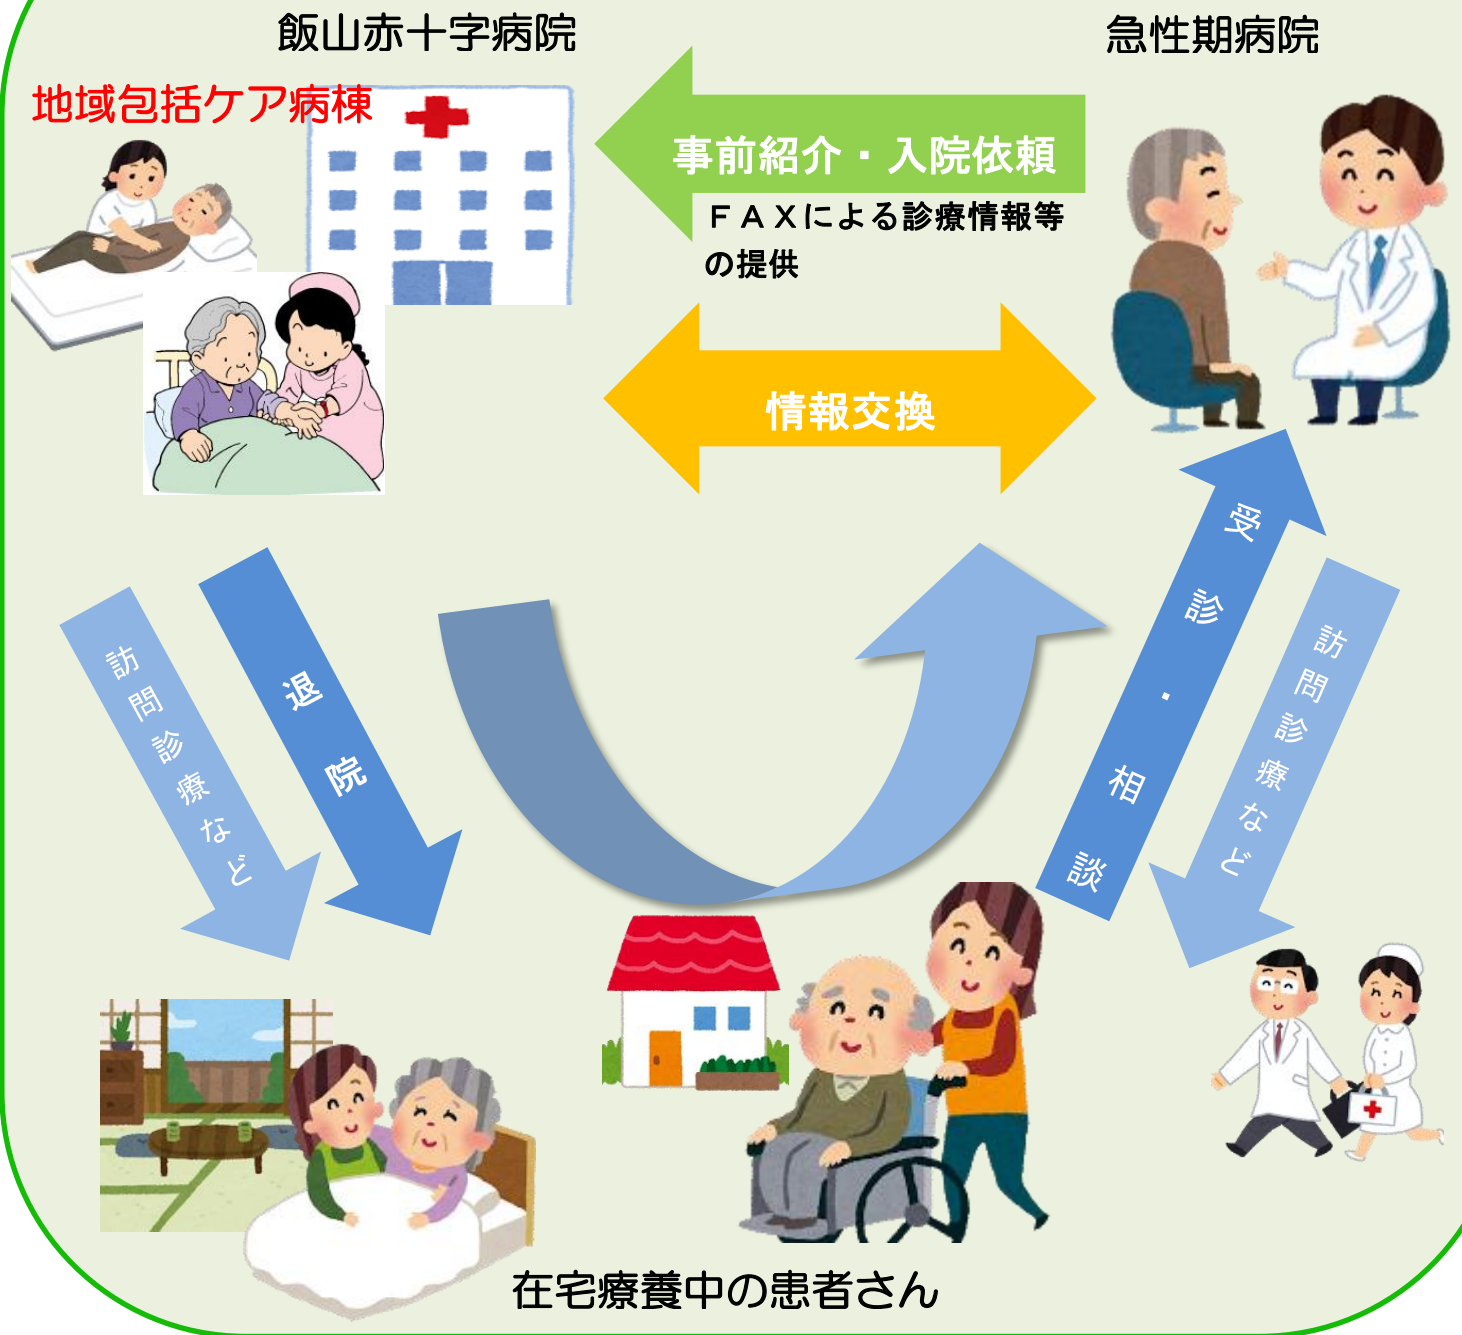 飯山赤十字病院
急性期病院
地域包括ケア病棟
事前紹介・入院依頼
ＦＡＸによる診療情報等
の提供
情報交換
訪問診療など
退院
受診・相談
訪問診療など
在宅療養中の患者さん